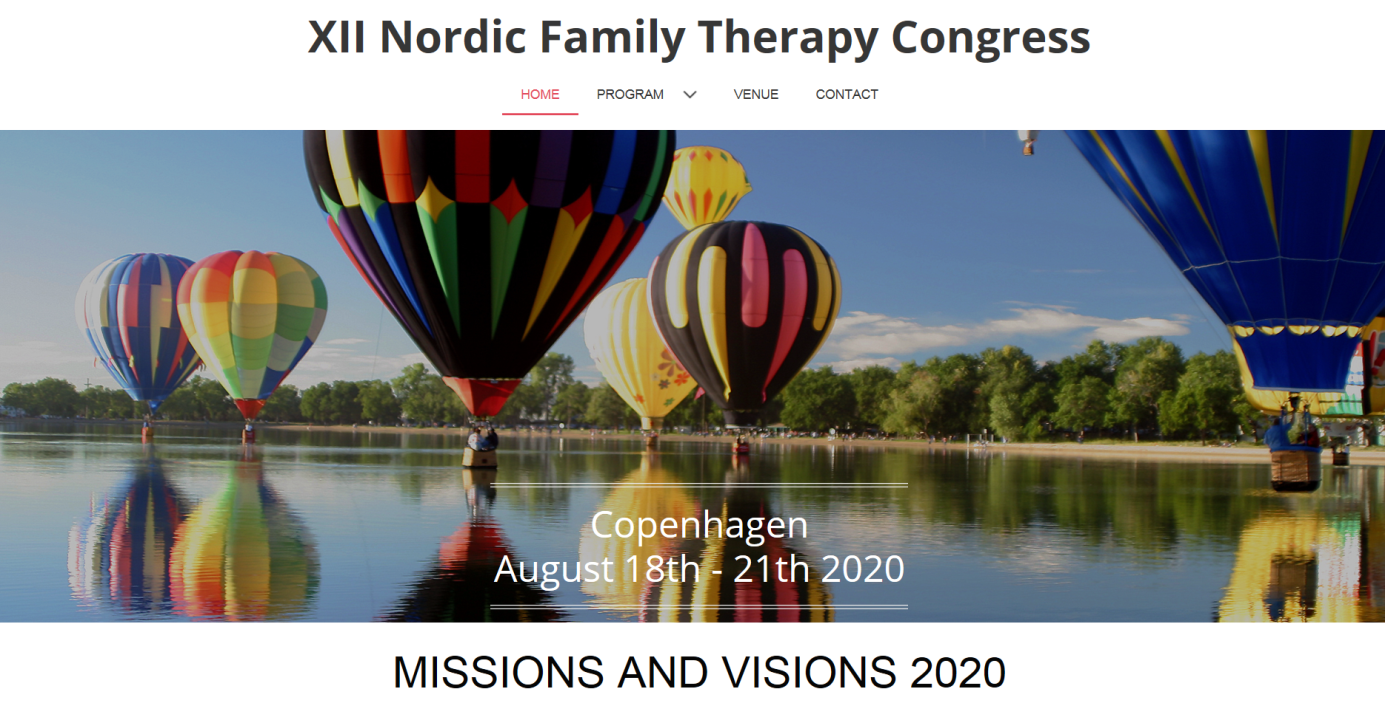 XII Nordic Family Therapy Congress
HOME PROGRAM VENUE CONTACT
Copenhagen
August 18th - 21th 2020
MISSIONS AND VISIONS 2020